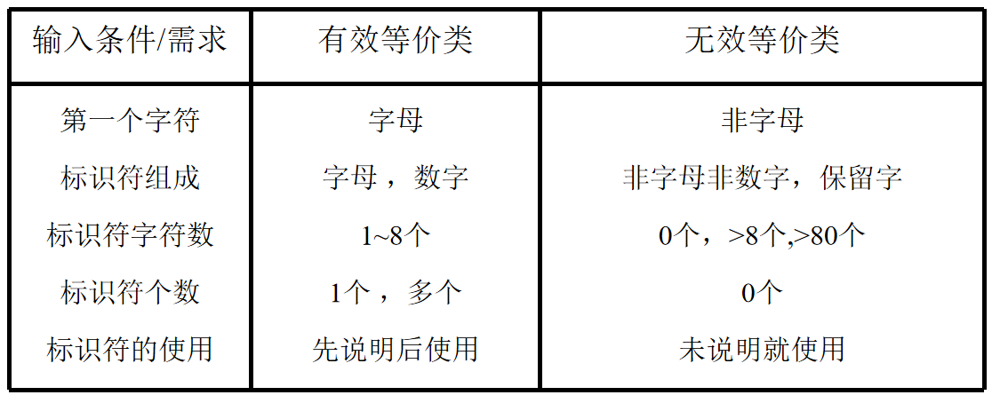 输入条件/需求 有效等价类 无效等价类
第一个字符 字母 非字母
标识符组成 字母 ，数字 非字母非数字，保留字
标识符字符数 1~8个 0个，>8个,>80个
标识符个数 1个 ，多个 0个
标识符的使用 先说明后使用 未说明就使用